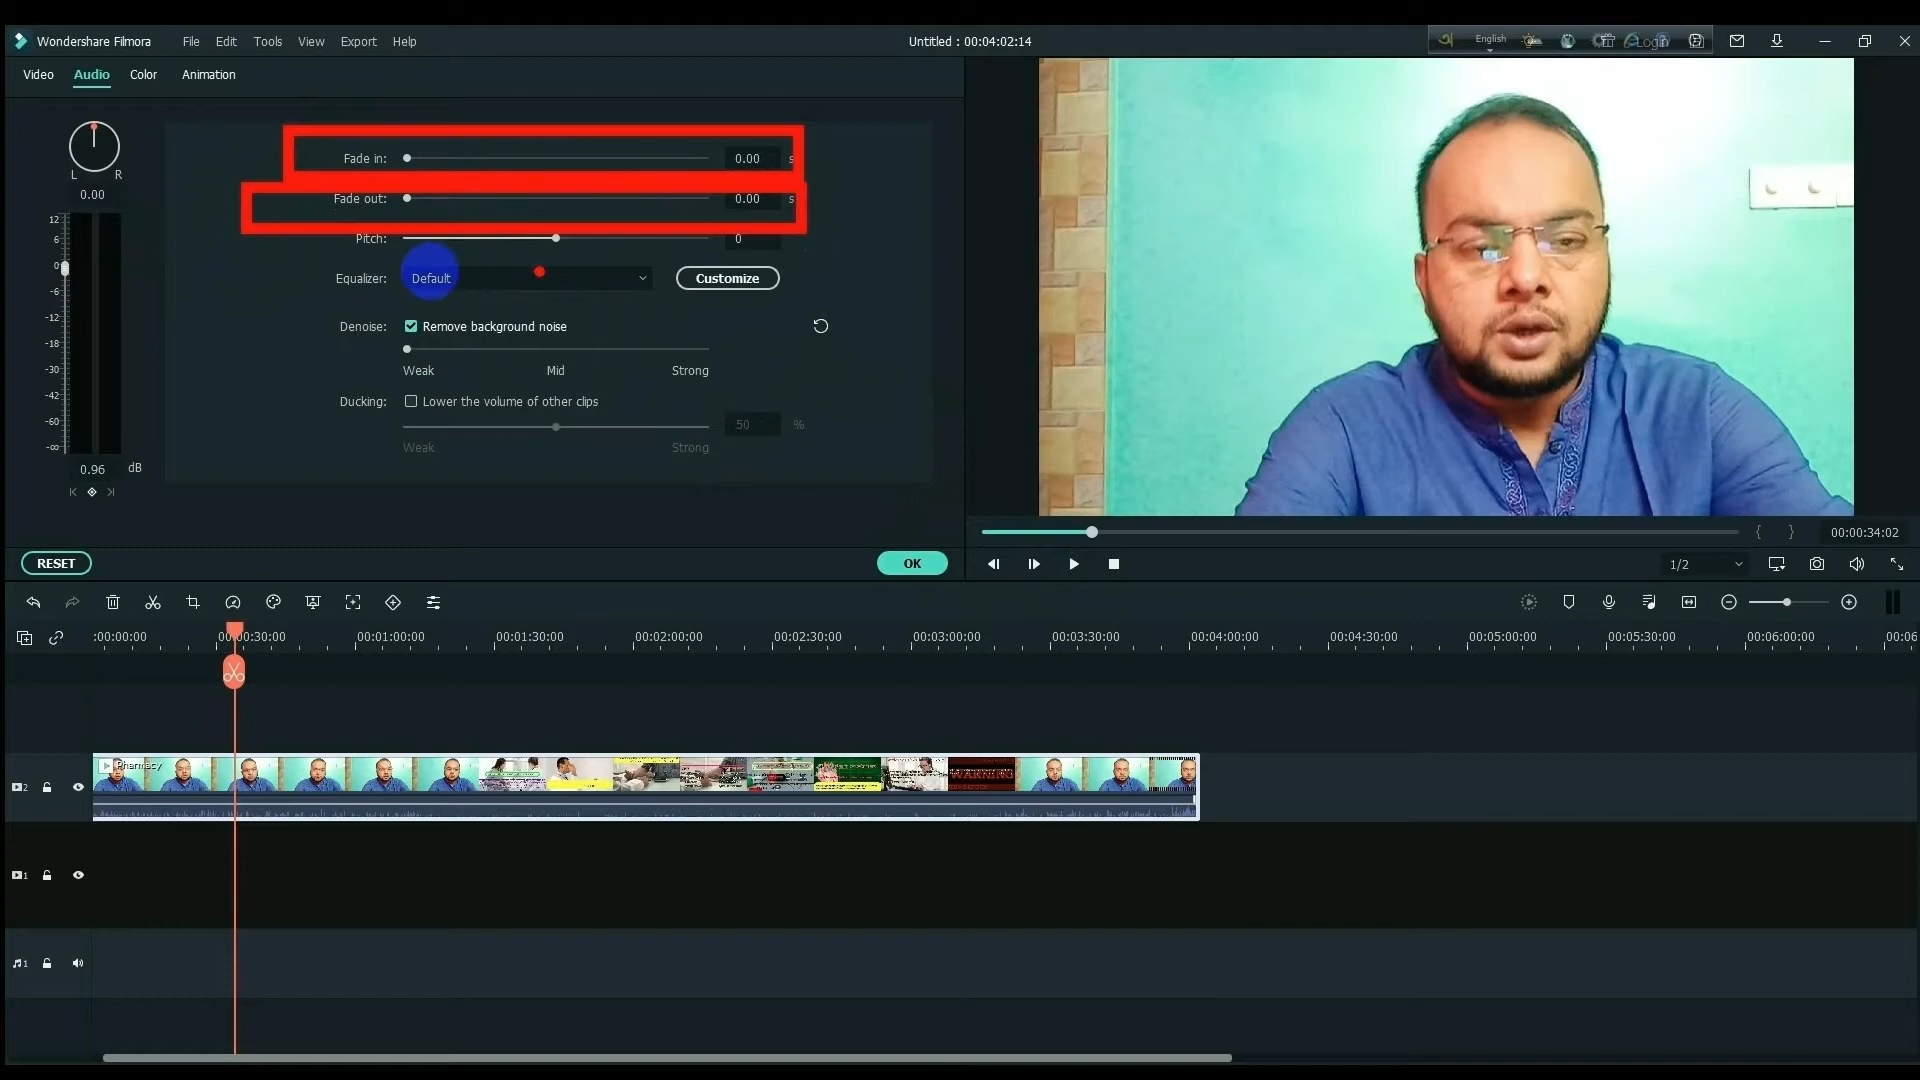 Wondershare Filmora File Edit Tools View Export Help Untitled : 00:04:02:14 অ English Login
Video Audio Color Animation
Fade in: 0.00 s
L R
0.00
Fade out: 0.00 s
Pitch: 0
Equalizer: Default Customize
Denoise: Remove background noise
Weak Mid Strong
Ducking: Lower the volume of other clips
50 %
Weak Strong
12
6
0
-6
-12
-18
-30
-42
-60
-∞
0.96 dB
{ } 00:00:34:02
RESET OK 1/2
:00:00:00 00:00:30:00 00:01:00:00 00:01:30:00 00:02:00:00 00:02:30:00 00:03:00:00 00:03:30:00 00:04:00:00 00:04:30:00 00:05:00:00 00:05:30:00 00:06:00:00 00:06
Pharmacy
WARNING
2
1
1